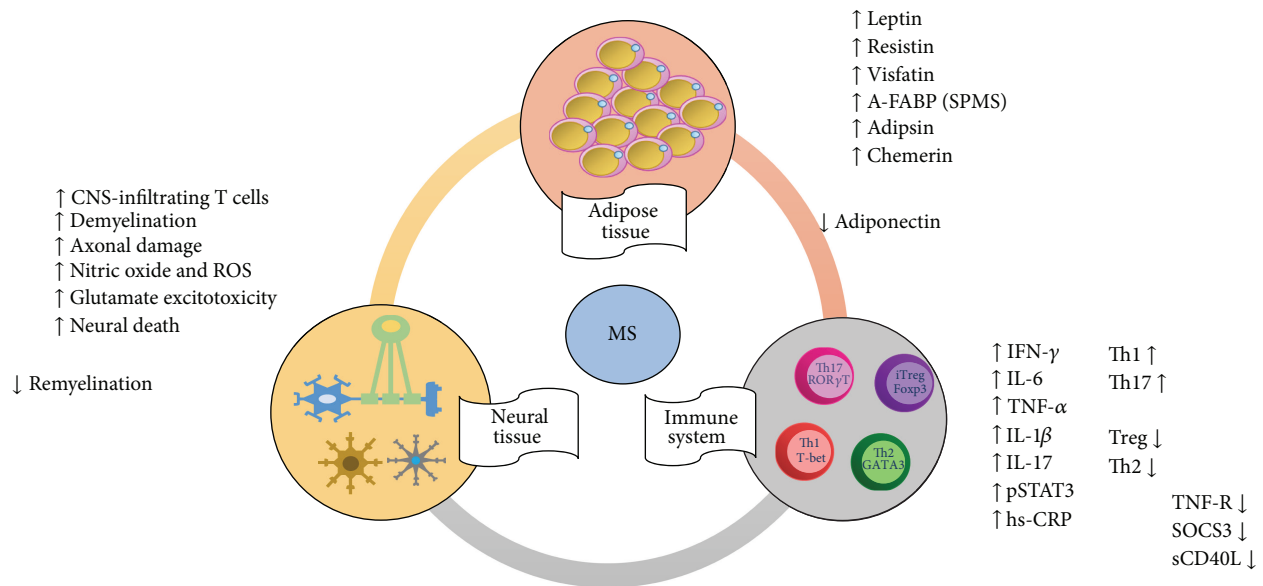 ↑ Leptin
↑ Resistin
↑ Visfatin
↑ A-FABP (SPMS)
↑ Adipsin
↑ Chemerin
↓ Adiponectin
Adipose
tissue
↑ CNS-infiltrating T cells
↑ Demyelination
↑ Axonal damage
↑ Nitric oxide and ROS
↑ Glutamate excitotoxicity
↑ Neural death
↓ Remyelination
MS
Neural
tissue
Immune
system
Th17
RORγT
iTreg
Foxp3
Th1
T-bet
Th2
GATA3
↑ IFN-γ
↑ IL-6
↑ TNF-α
↑ IL-1β
↑ IL-17
↑ pSTAT3
↑ hs-CRP
Th1 ↑
Th17 ↑
Treg ↓
Th2 ↓
TNF-R ↓
SOCS3 ↓
sCD40L ↓